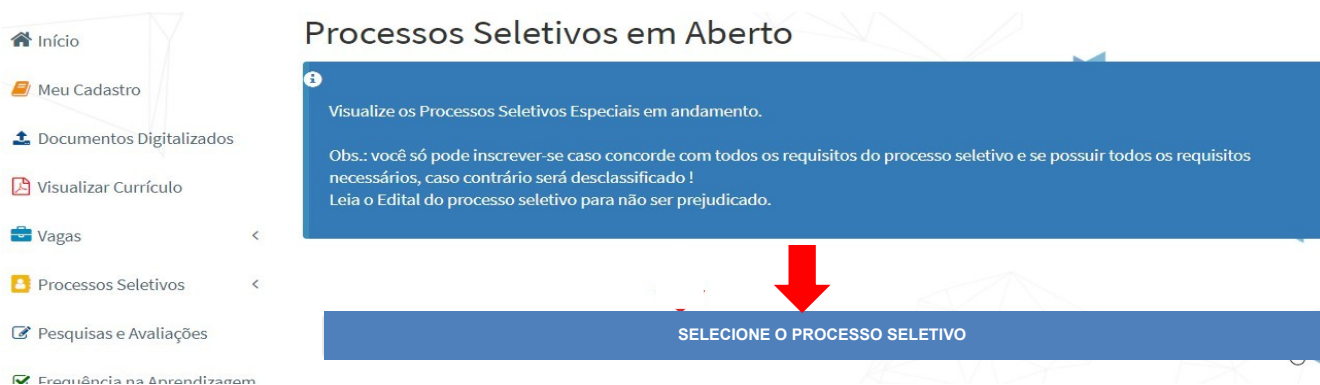 Início
Meu Cadastro
Documentos Digitalizados
Visualizar Currículo
Vagas
Processos Seletivos
Pesquisas e Avaliações
Frequência na Aprendizagem
Processos Seletivos em Aberto
Visualize os Processos Seletivos Especiais em andamento.
Obs.: você só pode inscrever-se caso concorde com todos os requisitos do processo seletivo e se possuir todos os requisitos
necessários, caso contrário será desclassificado !
Leia o Edital do processo seletivo para não ser prejudicado.
SELECIONE O PROCESSO SELETIVO